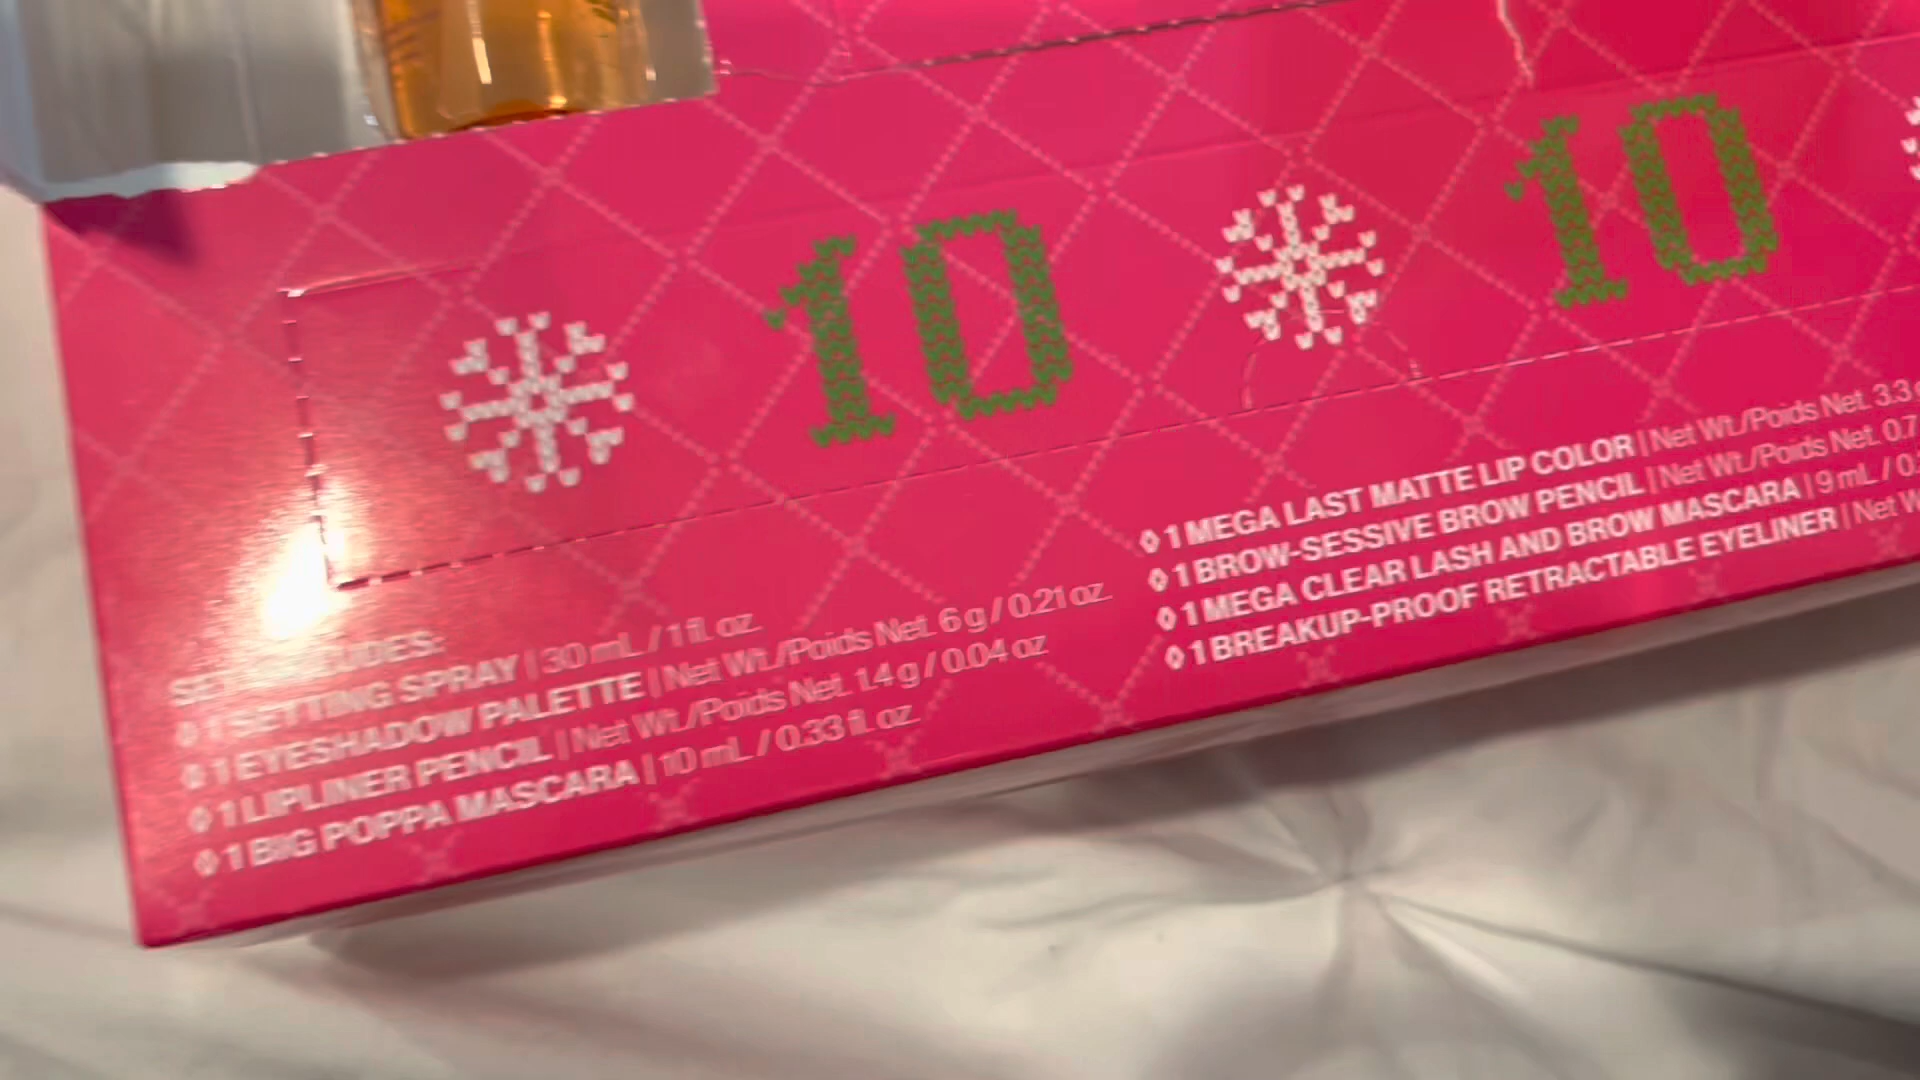 10 10
UDES:
◊ 1 SETTING SPRAY | 30 mL / 1 fl. oz.
◊ 1 EYESHADOW PALETTE | Net Wt./Poids Net. 6 g / 0.21 oz.
◊ 1 LIPLINER PENCIL | Net Wt./Poids Net. 1.4 g / 0.04 oz
◊ 1 BIG POPPA MASCARA | 10 mL / 0.33 fl. oz.
◊ 1 MEGA LAST MATTE LIP COLOR | Net Wt./Poids Net. 3.3
◊ 1 BROW-SESSIVE BROW PENCIL | Net Wt./Poids Net. 0.7
◊ 1 MEGA CLEAR LASH AND BROW MASCARA | 9 mL / 0.
◊ 1 BREAKUP-PROOF RETRACTABLE EYELINER | Net W